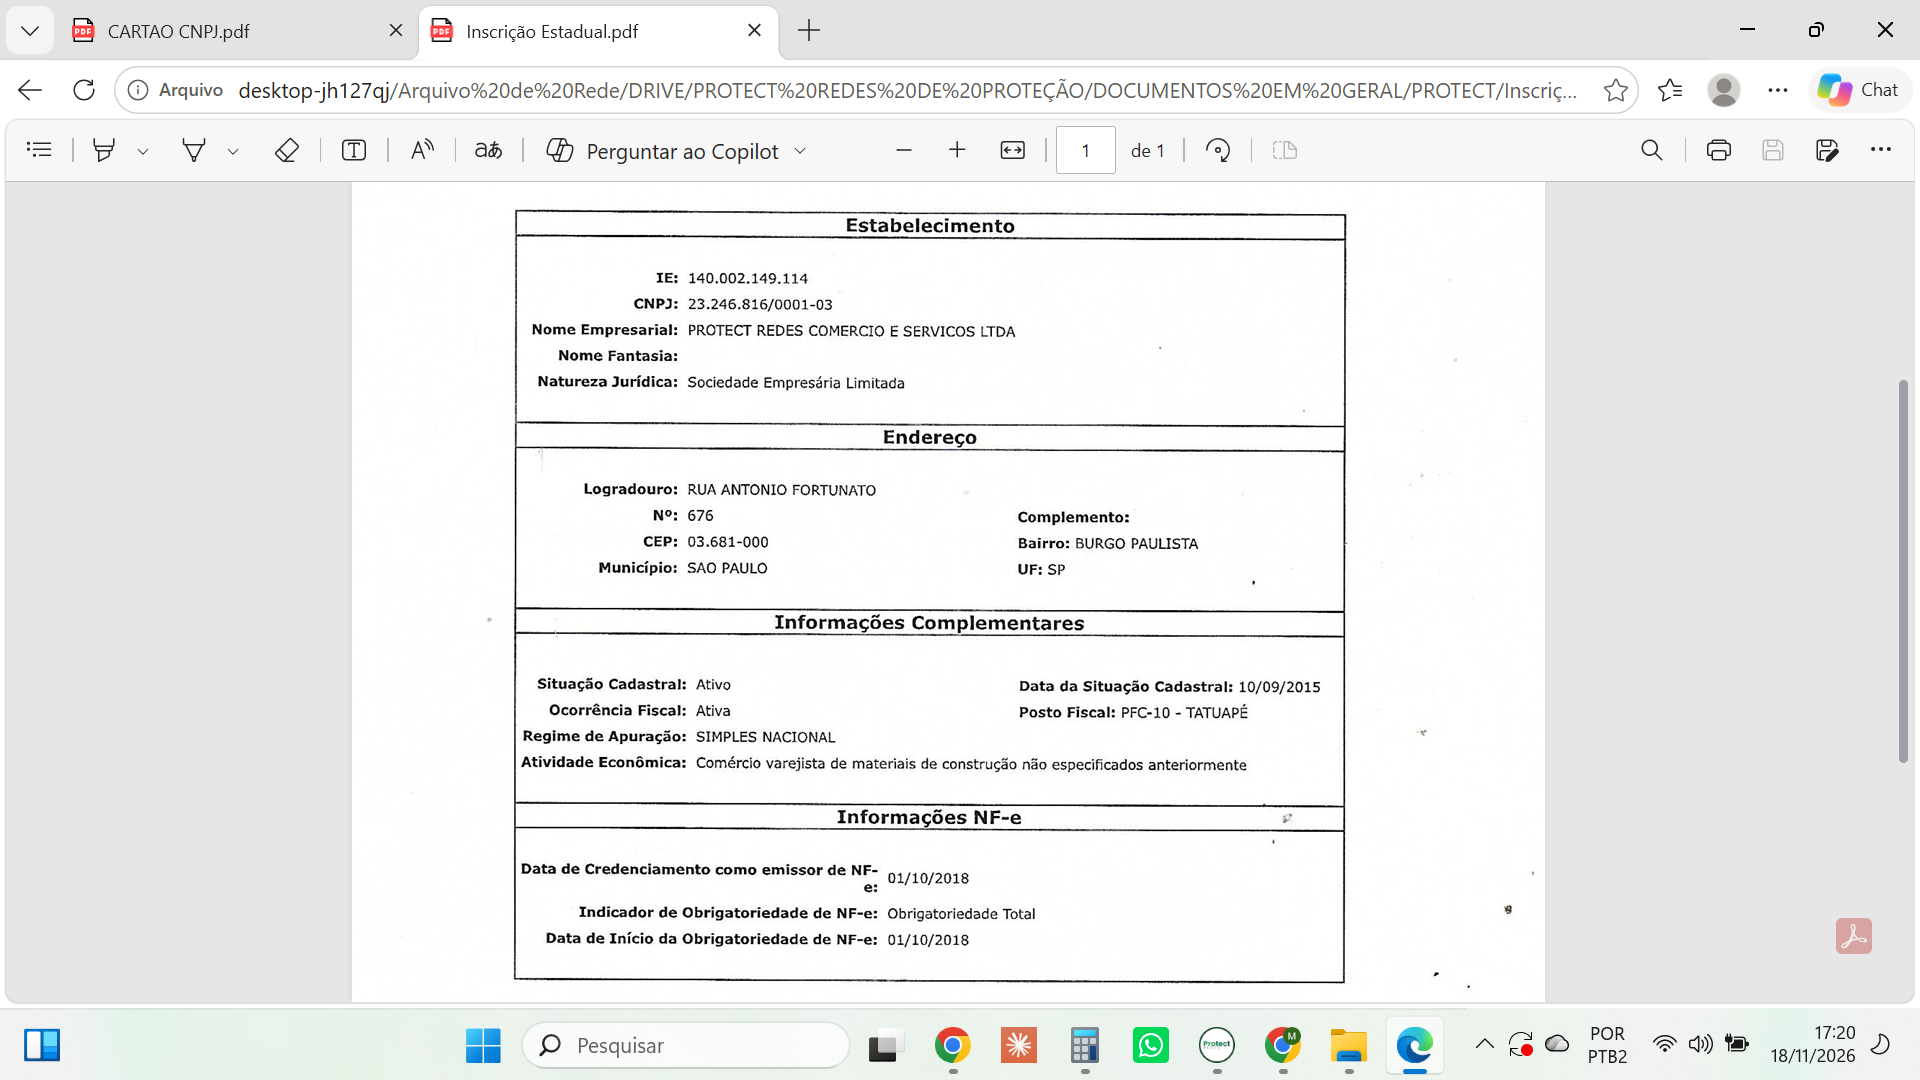 CARTAO CNPJ.pdf
Inscrição Estadual.pdf
Arquivo desktop-jh127qj/Arquivo%20de%20Rede/DRIVE/PROTECT%20REDES%20DE%20PROTEÇÃO/DOCUMENTOS%20EM%20GERAL/PROTECT/Inscriç...
Chat
Perguntar ao Copilot
1 de 1
Estabelecimento
IE: 140.002.149.114
CNPJ: 23.246.816/0001-03
Nome Empresarial: PROTECT REDES COMERCIO E SERVICOS LTDA
Nome Fantasia:
Natureza Jurídica: Sociedade Empresária Limitada
Endereço
Logradouro: RUA ANTONIO FORTUNATO
Nº: 676
Complemento:
CEP: 03.681-000
Bairro: BURGO PAULISTA
Município: SAO PAULO
UF: SP
Informações Complementares
Situação Cadastral: Ativo
Data da Situação Cadastral: 10/09/2015
Ocorrência Fiscal: Ativa
Posto Fiscal: PFC-10 - TATUAPÉ
Regime de Apuração: SIMPLES NACIONAL
Atividade Econômica: Comércio varejista de materiais de construção não especificados anteriormente
Informações NF-e
Data de Credenciamento como emissor de NF-
e: 01/10/2018
Indicador de Obrigatoriedade de NF-e: Obrigatoriedade Total
Data de Início da Obrigatoriedade de NF-e: 01/10/2018
Pesquisar
Protect
M
POR
PTB2
17:20
18/11/2026